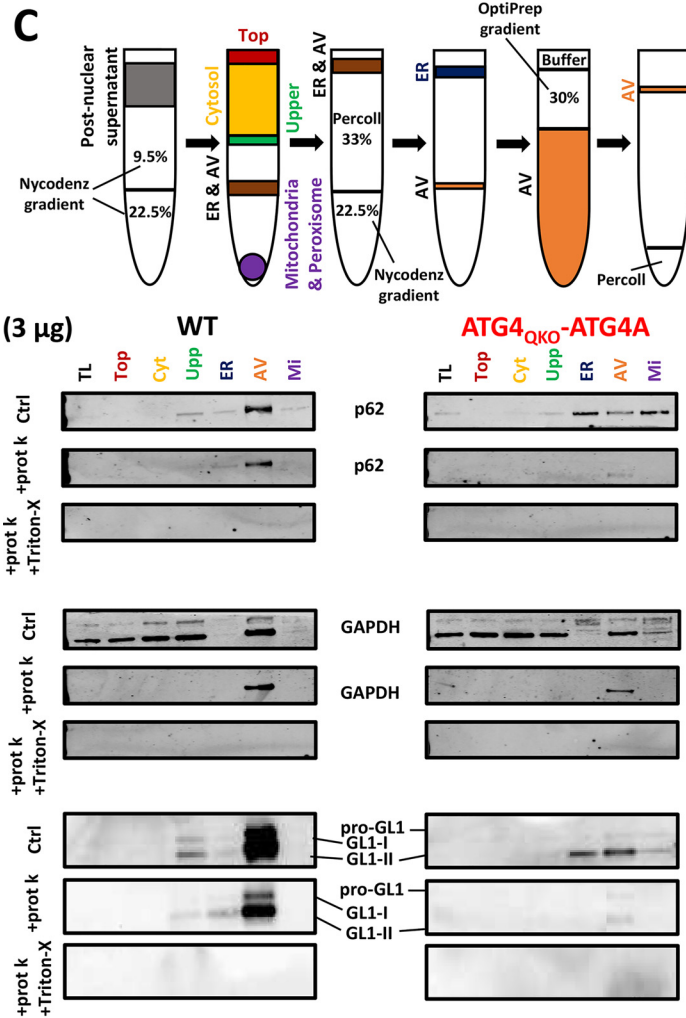 C
Post-nuclear
supernatant
9.5%
Nycodenz
gradient
22.5%
Top
Cytosol
Upper
ER & AV
Mitochondria
& Peroxisome
ER & AV
Percoll
33%
22.5%
Nycodenz
gradient
ER
AV
OptiPrep
gradient
Buffer
30%
AV
AV
Percoll
(3 µg)
WT
ATG4QKO-ATG4A
TL Top Cyt Upp ER AV Mi
TL Top Cyt Upp ER AV Mi
Ctrl
p62
+prot k
p62
+prot k
+Triton-X
Ctrl
GAPDH
+prot k
GAPDH
+prot k
+Triton-X
Ctrl
pro-GL1
GL1-I
GL1-II
+prot k
pro-GL1
GL1-I
GL1-II
+prot k
+Triton-X